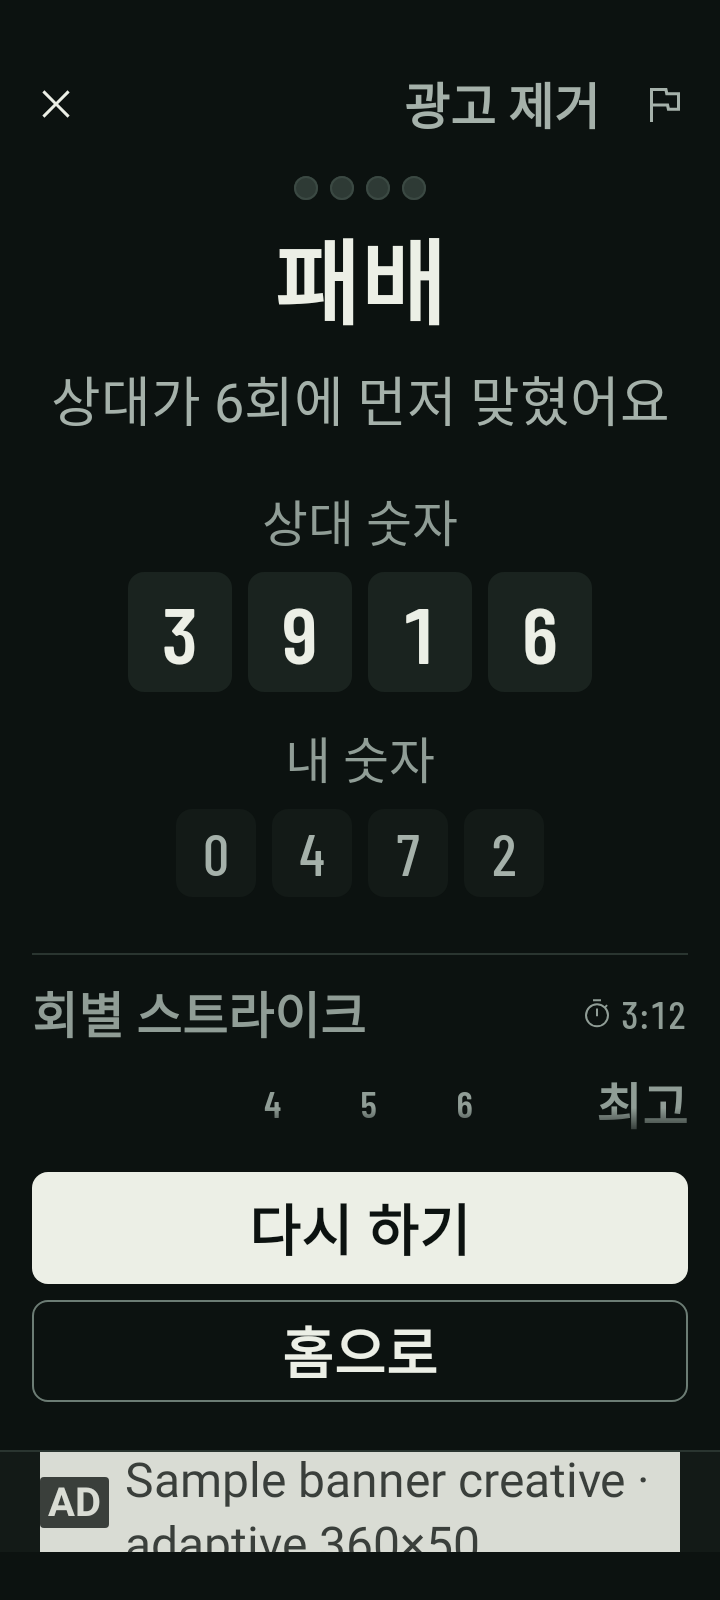 광고 제거
패배
상대가 6회에 먼저 맞혔어요
상대 숫자
3 9 1 6
내 숫자
0 4 7 2
회별 스트라이크 3:12
4 5 6 최고
다시 하기
홈으로
AD Sample banner creative ·
adaptive 360×50